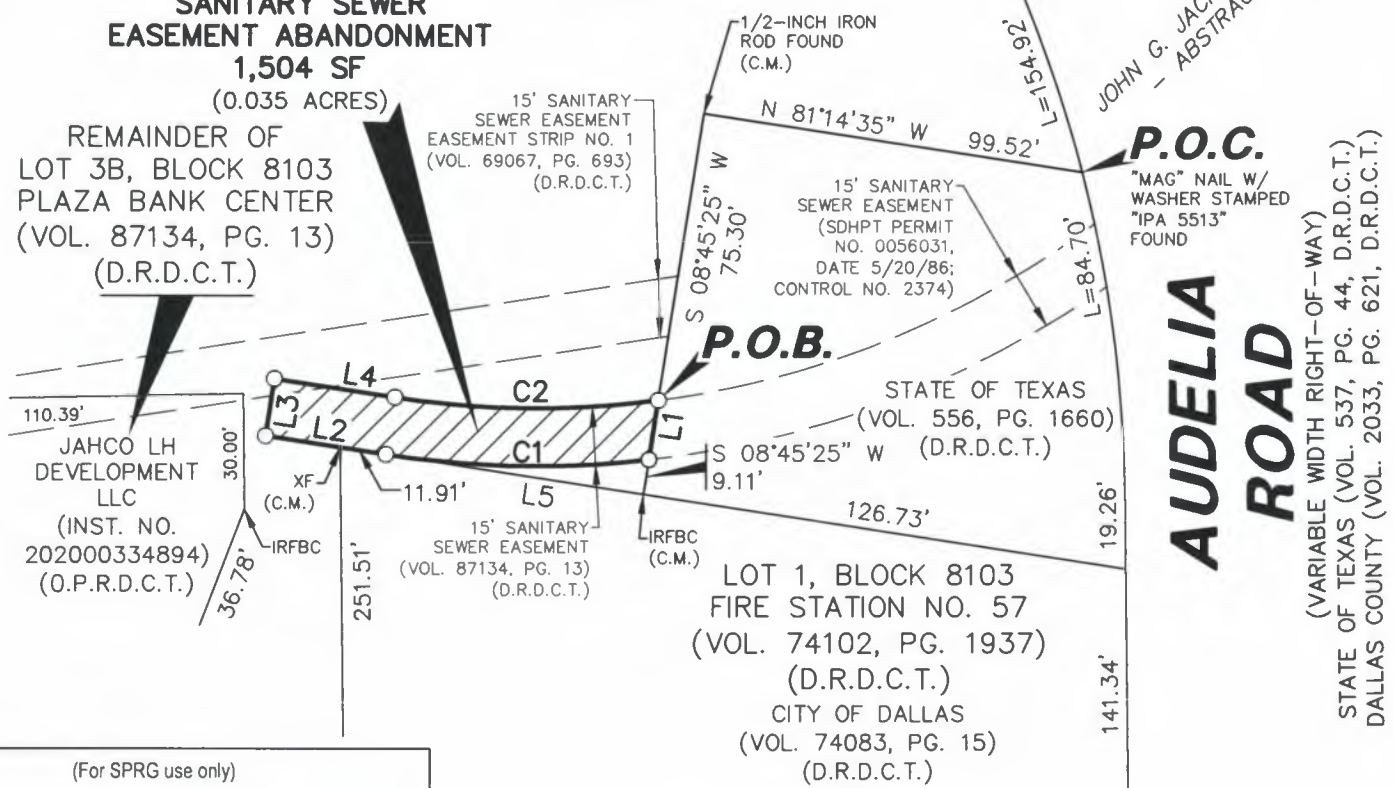 SANITARY SEWER
EASEMENT ABANDONMENT
1,504 SF
(0.035 ACRES)
REMAINDER OF
LOT 3B, BLOCK 8103
PLAZA BANK CENTER
(VOL. 87134, PG. 13)
(D.R.D.C.T.)
15' SANITARY
SEWER EASEMENT
EASEMENT STRIP NO. 1
(VOL. 69067, PG. 693)
(D.R.D.C.T.)
1/2-INCH IRON
ROD FOUND
(C.M.)
N 81°14'35" W
99.52'
L=154.92'
JOHN G. JAC
ABSTRAC
P.O.C.
"MAG" NAIL W/
WASHER STAMPED
"IPA 5513"
FOUND
S 08°45'25" W
75.30'
15' SANITARY
SEWER EASEMENT
(SDHPT PERMIT
NO. 0056031,
DATE 5/20/86;
CONTROL NO. 2374)
L=84.70'
P.O.B.
L4
C2
L3
L2
C1
L1
L5
STATE OF TEXAS
(VOL. 556, PG. 1660)
(D.R.D.C.T.)
S 08°45'25" W
9.11'
110.39'
30.00'
JAHCO LH
DEVELOPMENT
LLC
(INST. NO.
202000334894)
(O.P.R.D.C.T.)
XF
(C.M.)
11.91'
IRFBC
36.78'
251.51'
15' SANITARY
SEWER EASEMENT
(VOL. 87134, PG. 13)
(D.R.D.C.T.)
IRFBC
(C.M.)
126.73'
19.26'
141.34'
LOT 1, BLOCK 8103
FIRE STATION NO. 57
(VOL. 74102, PG. 1937)
(D.R.D.C.T.)
CITY OF DALLAS
(VOL. 74083, PG. 15)
(D.R.D.C.T.)
AUDELIA
ROAD
(VARIABLE WIDTH RIGHT-OF-WAY)
STATE OF TEXAS (VOL. 537, PG. 44, D.R.D.C.T.)
DALLAS COUNTY (VOL. 2033, PG. 621, D.R.D.C.T.)
(For SPRG use only)